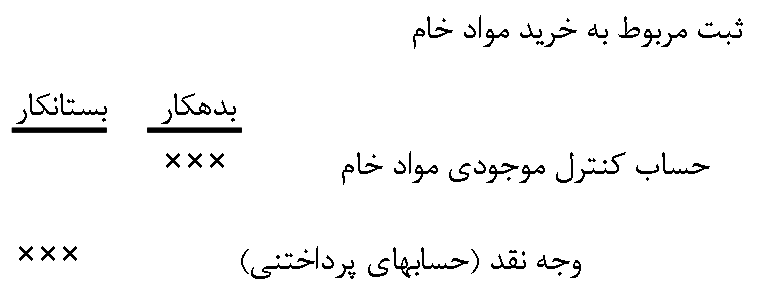 ثبت مربوط به خرید مواد خام
بدهکار بستانکار
حساب کنترل موجودی مواد خام ×××
وجه نقد (حسابهای پرداختنی) ×××